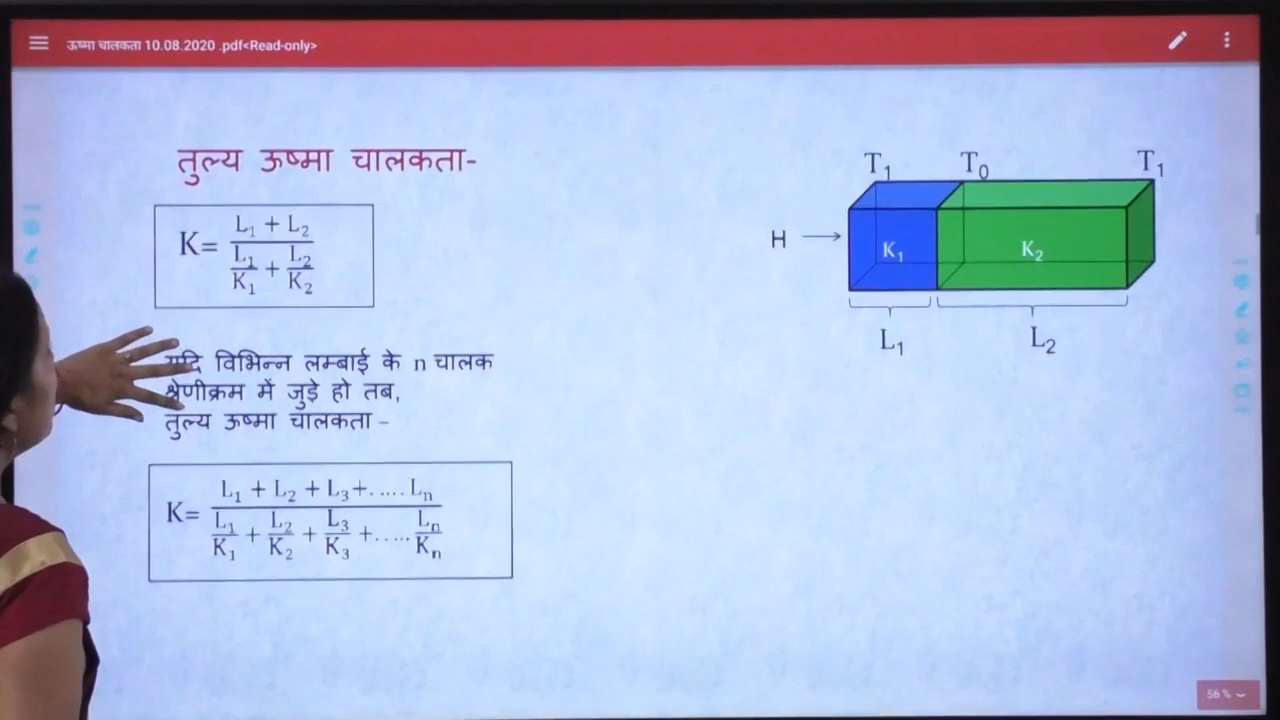 ऊष्मा चालकता 10.08.2020 .pdf<Read-only>
तुल्य ऊष्मा चालकता-
K= (L₁ + L₂) / (L₁/K₁ + L₂/K₂)
यदि विभिन्न लम्बाई के n चालक
श्रेणीक्रम में जुड़े हो तब,
तुल्य ऊष्मा चालकता -
K= (L₁ + L₂ + L₃+..... Lₙ) / (L₁/K₁ + L₂/K₂ + L₃/K₃ +..... Lₙ/Kₙ)
T₁ T₀ T₁
H
K₁ K₂
L₁ L₂
56 %